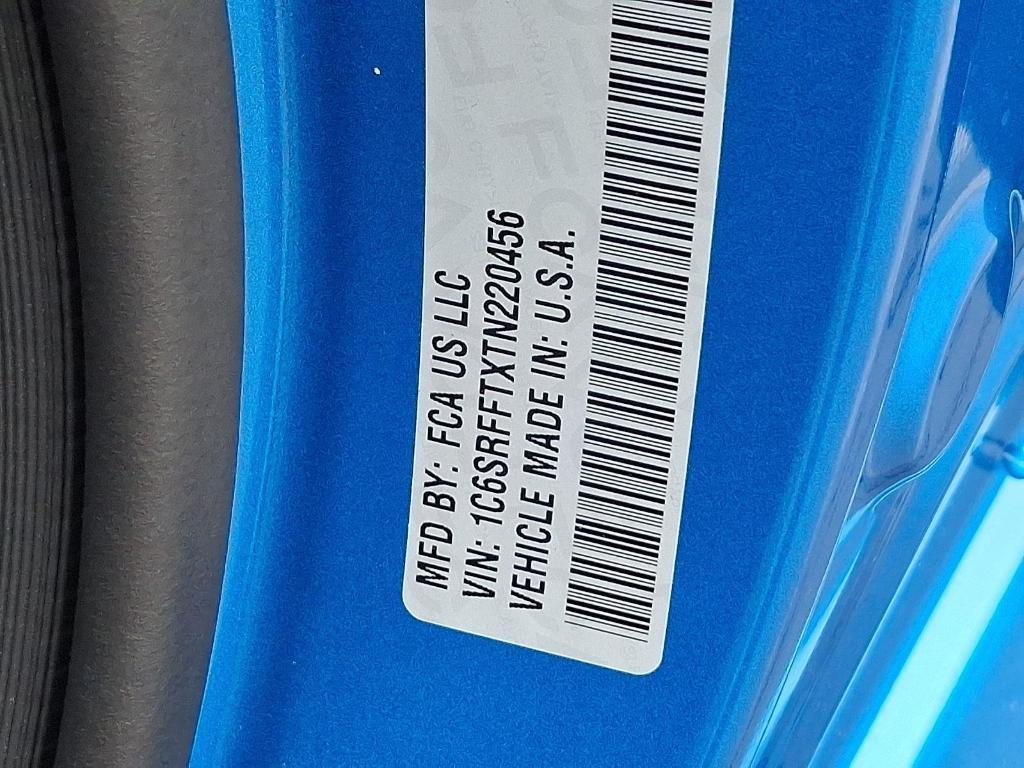 MFD BY: FCA US LLC
VIN: 1C6SRFFTXTN220456
VEHICLE MADE IN: U.S.A.